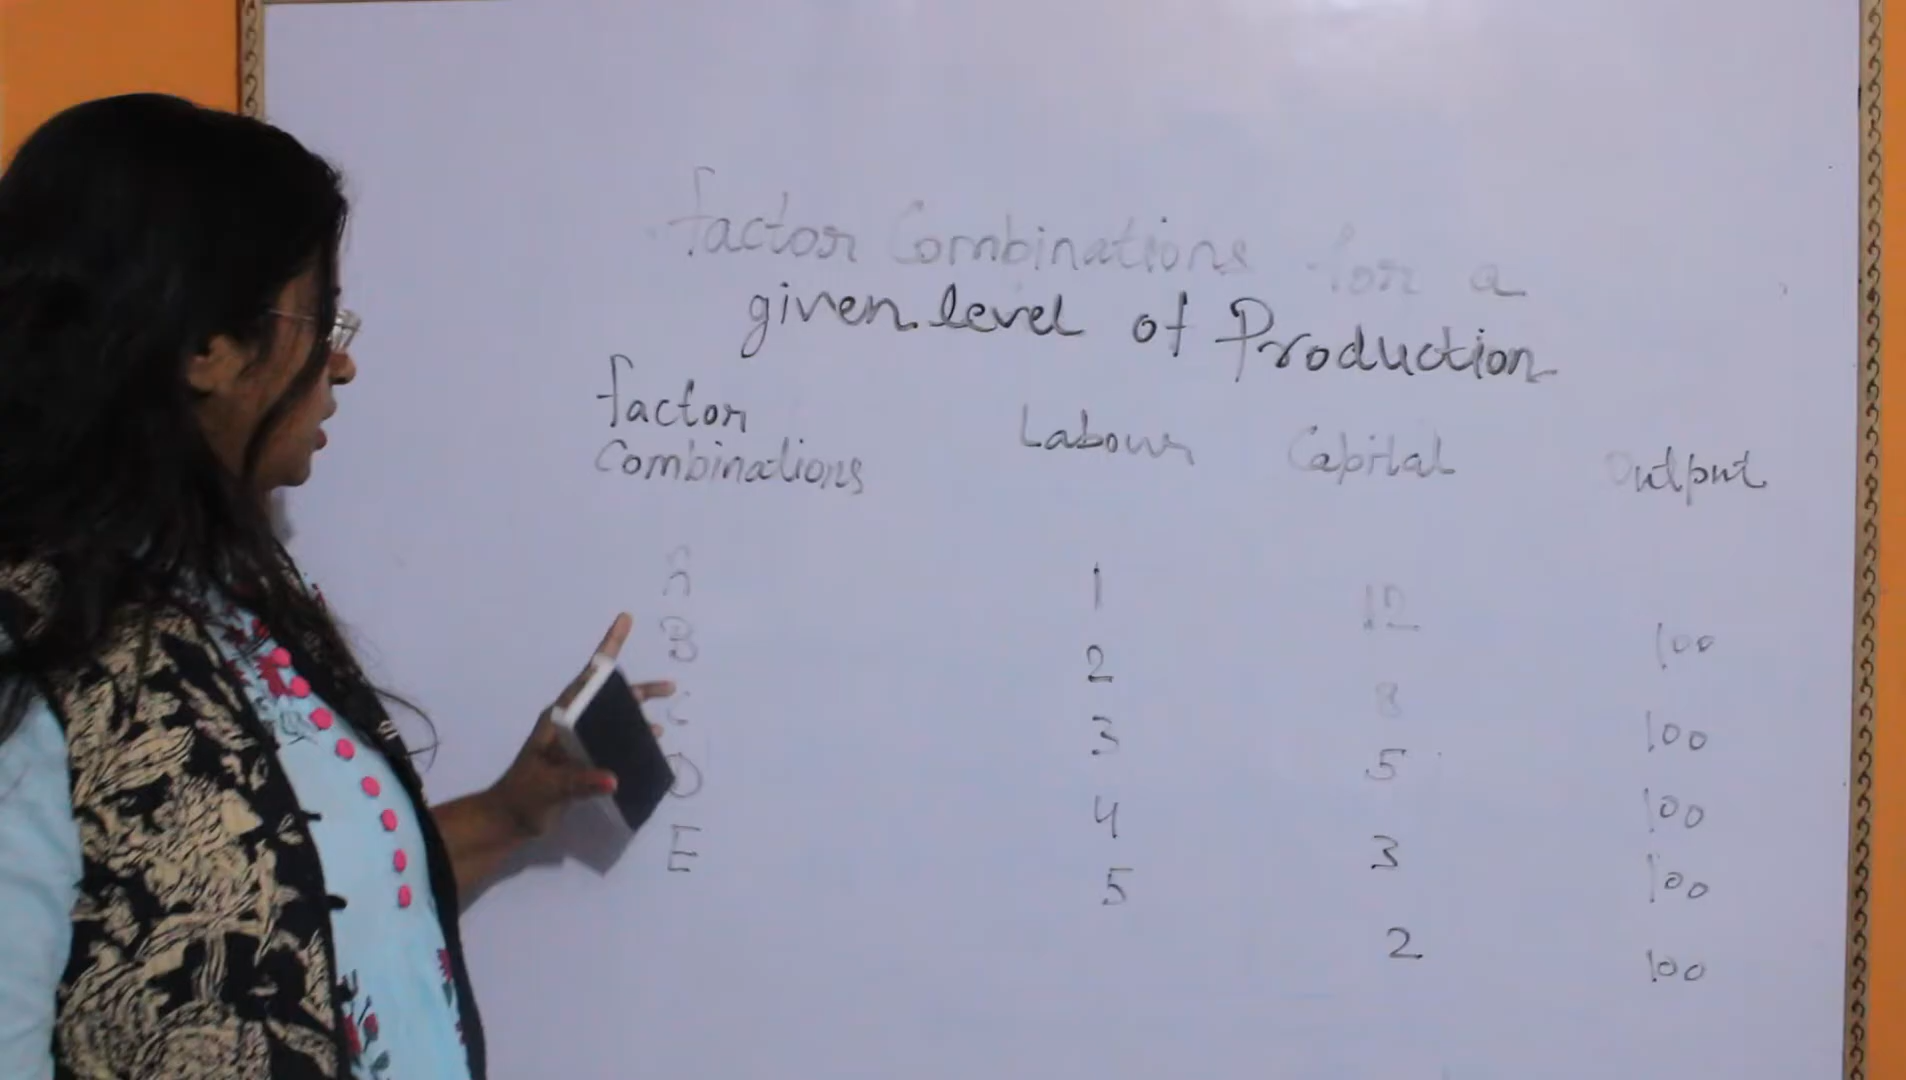 Factor Combinations for a
given level of Production
Factor Combinations Labour Capital Output
A 1 12 100
B 2 8 100
C 3 5 100
D 4 3 100
E 5 2 100